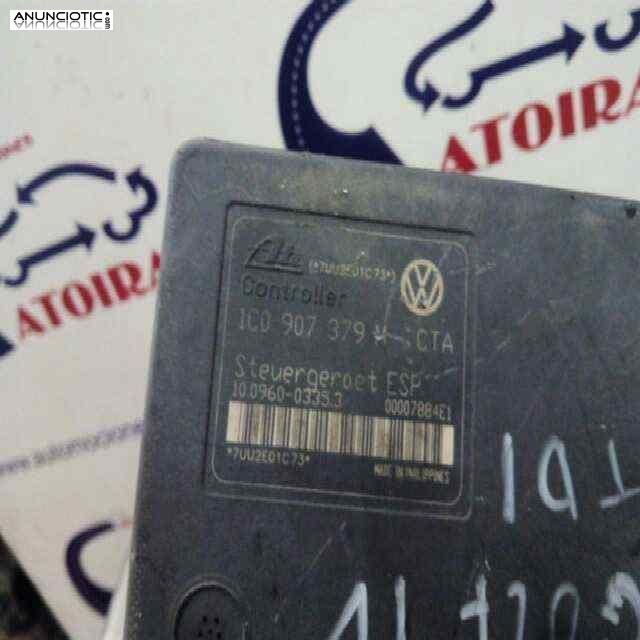 ANUNCIOTIC
ATOIRA
ATOIRA
Ate (*7UU2E01C73*)
Controller
1C0 907 379 CTA
Steuergeraet ESP
10.0960-0335.3 00007884E1
*7UU2E01C73*
MADE IN PHILIPPINES
TDI